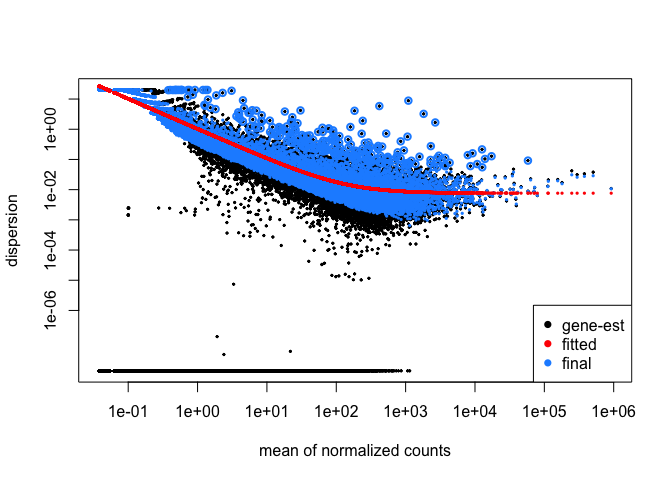 dispersion
1e+00
1e-02
1e-04
1e-06
gene-est
fitted
final
1e-01 1e+00 1e+01 1e+02 1e+03 1e+04 1e+05 1e+06
mean of normalized counts